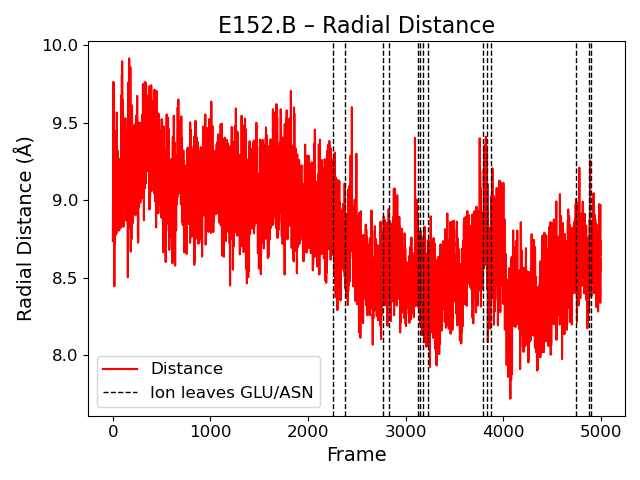 E152.B – Radial Distance
10.0
9.5
9.0
8.5
8.0
Radial Distance (Å)
Distance
Ion leaves GLU/ASN
0 1000 2000 3000 4000 5000
Frame